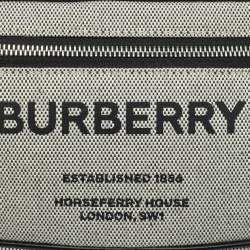 BURBERRY
ESTABLISHED 1856
HORSEFERRY HOUSE
LONDON, SW1